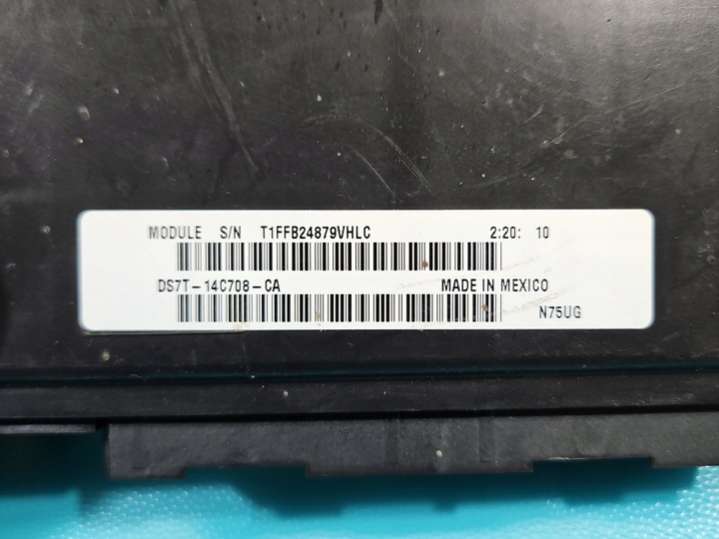 MODULE S/N T1FFB24879VHLC 2:20: 10
DS7T-14C708-CA MADE IN MEXICO
N75UG